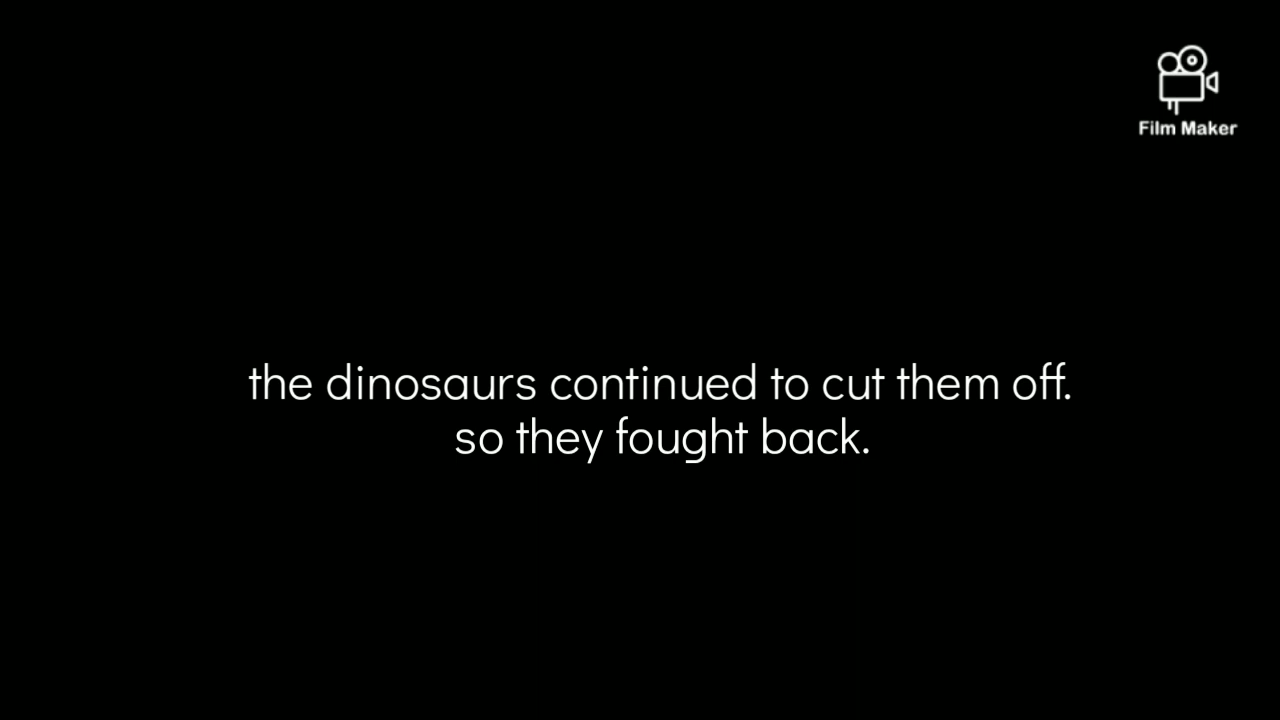 Film Maker
the dinosaurs continued to cut them off.
so they fought back.